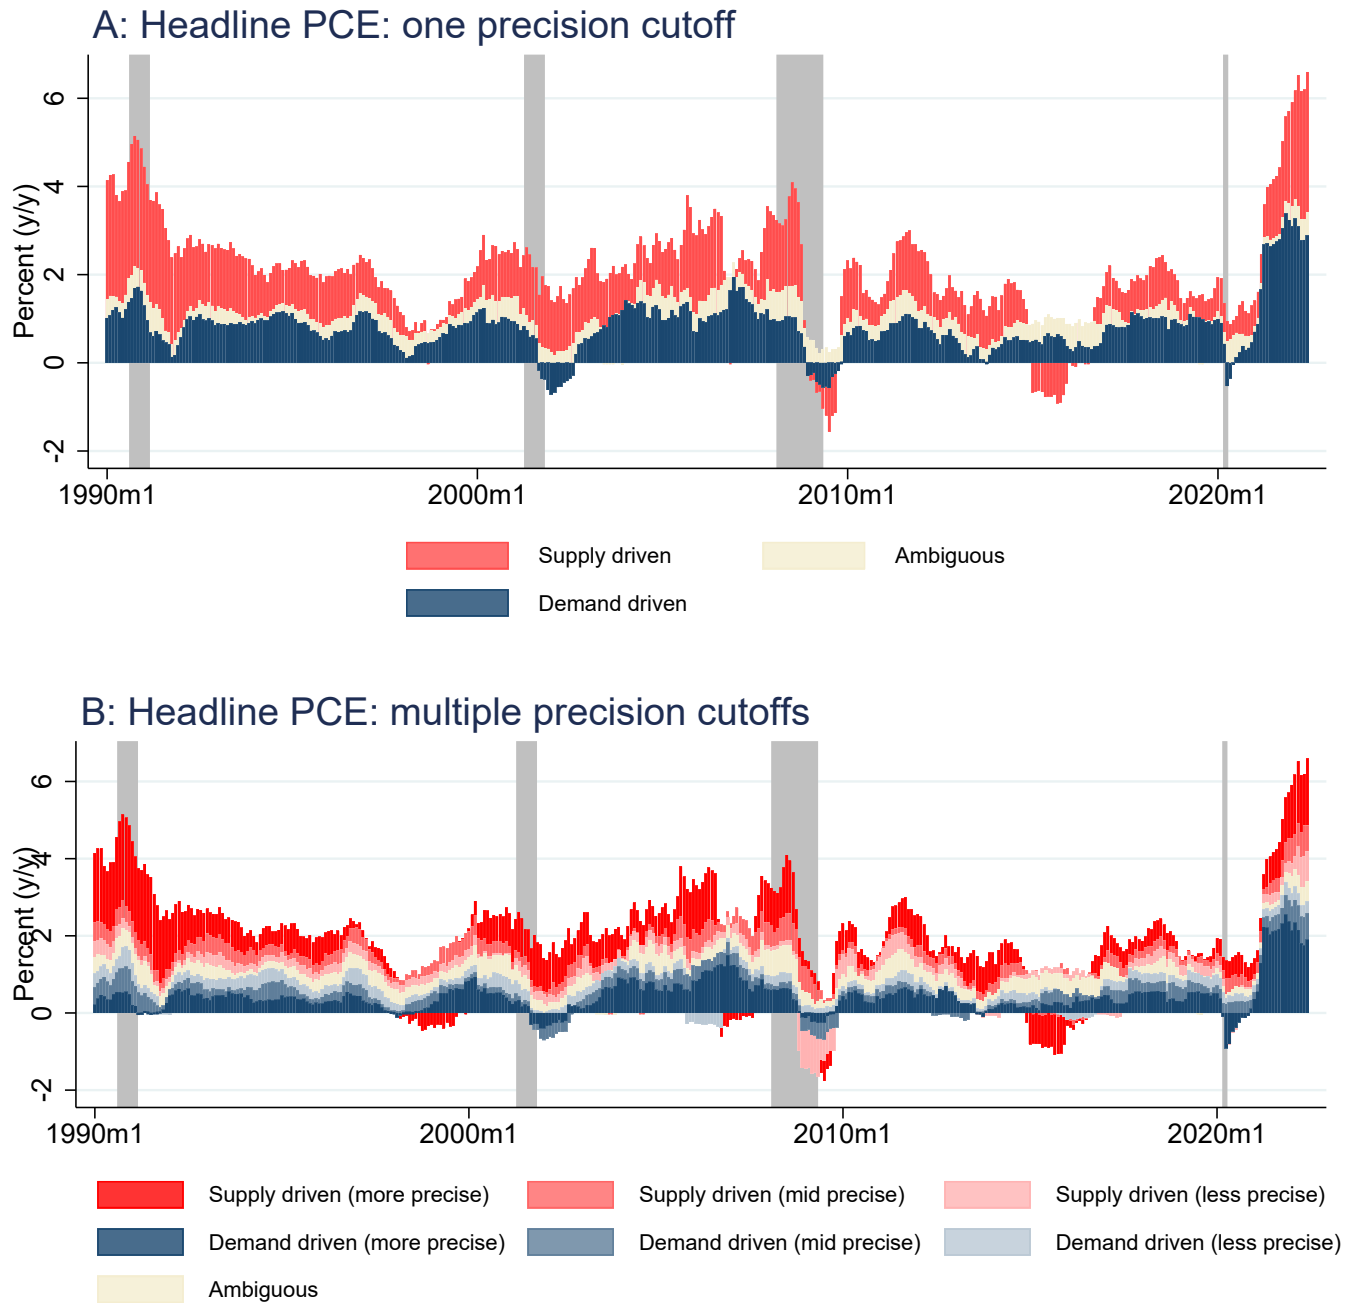 A: Headline PCE: one precision cutoff
Percent (y/y)
6
4
2
0
-2
1990m1 2000m1 2010m1 2020m1
Supply driven Ambiguous
Demand driven
B: Headline PCE: multiple precision cutoffs
Percent (y/y)
6
4
2
0
-2
1990m1 2000m1 2010m1 2020m1
Supply driven (more precise) Supply driven (mid precise) Supply driven (less precise)
Demand driven (more precise) Demand driven (mid precise) Demand driven (less precise)
Ambiguous